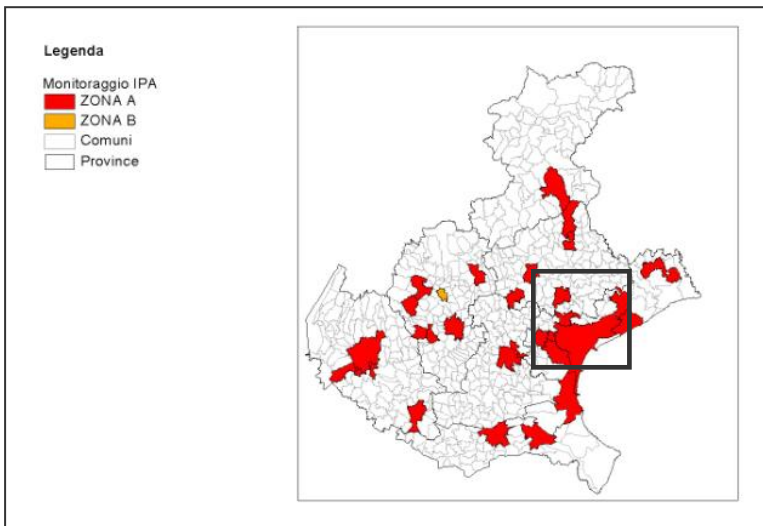 Legenda
Monitoraggio IPA
ZONA A
ZONA B
Comuni
Province